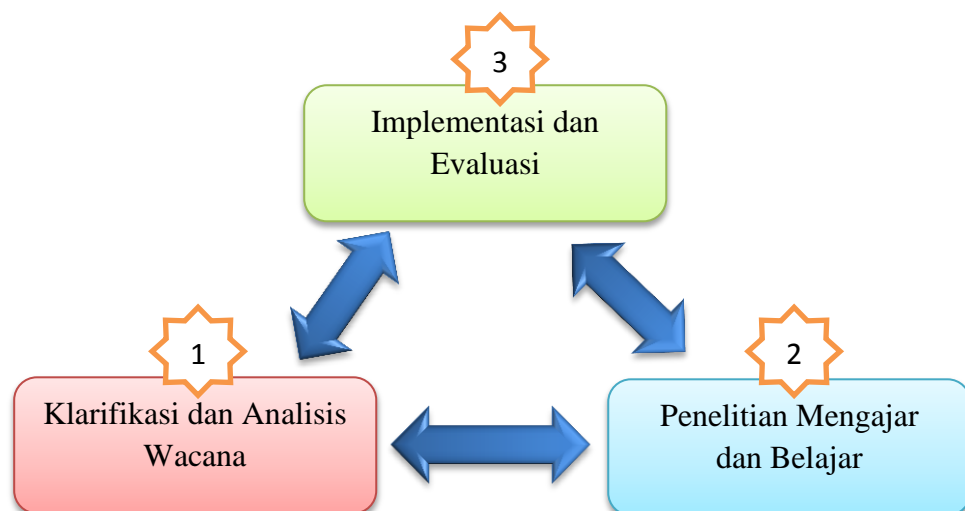 3
Implementasi dan
Evaluasi
1
Klarifikasi dan Analisis
Wacana
2
Penelitian Mengajar
dan Belajar